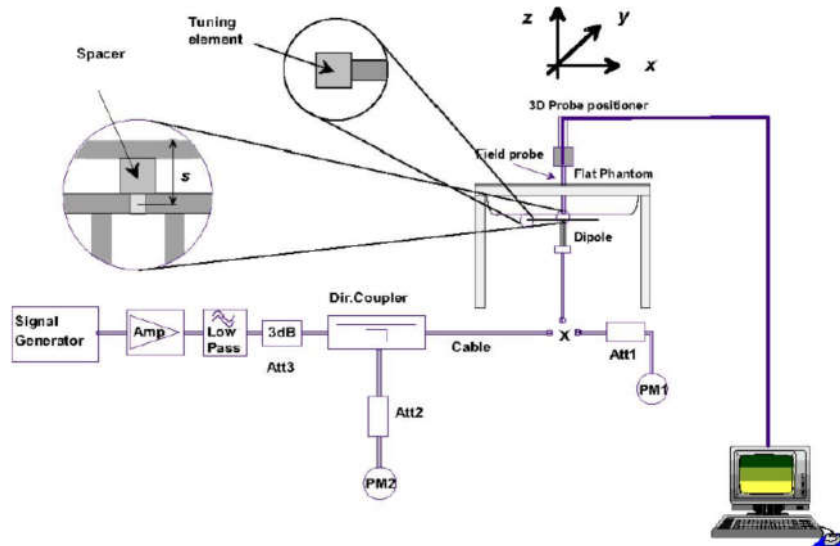 Tuning
element
Spacer
s
z
y
x
3D Probe positioner
Field probe
Flat Phantom
Dipole
Signal
Generator
Amp
Low
Pass
3dB
Att3
Dir.Coupler
Cable
X
Att1
PM1
Att2
PM2